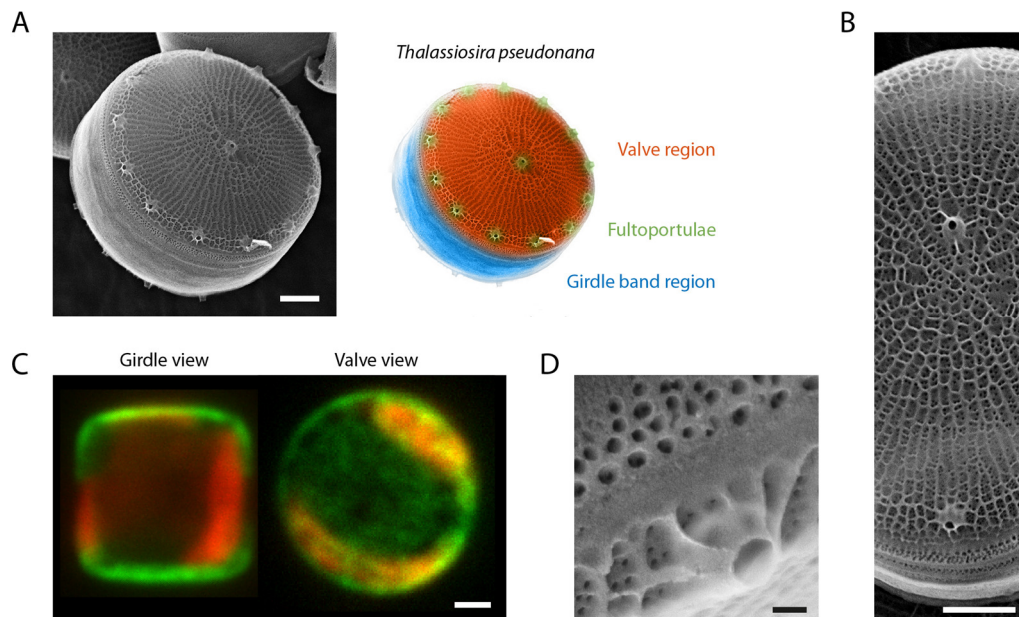 A
Thalassiosira pseudonana
Valve region
Fultoportulae
Girdle band region
B
C
Girdle view
Valve view
D